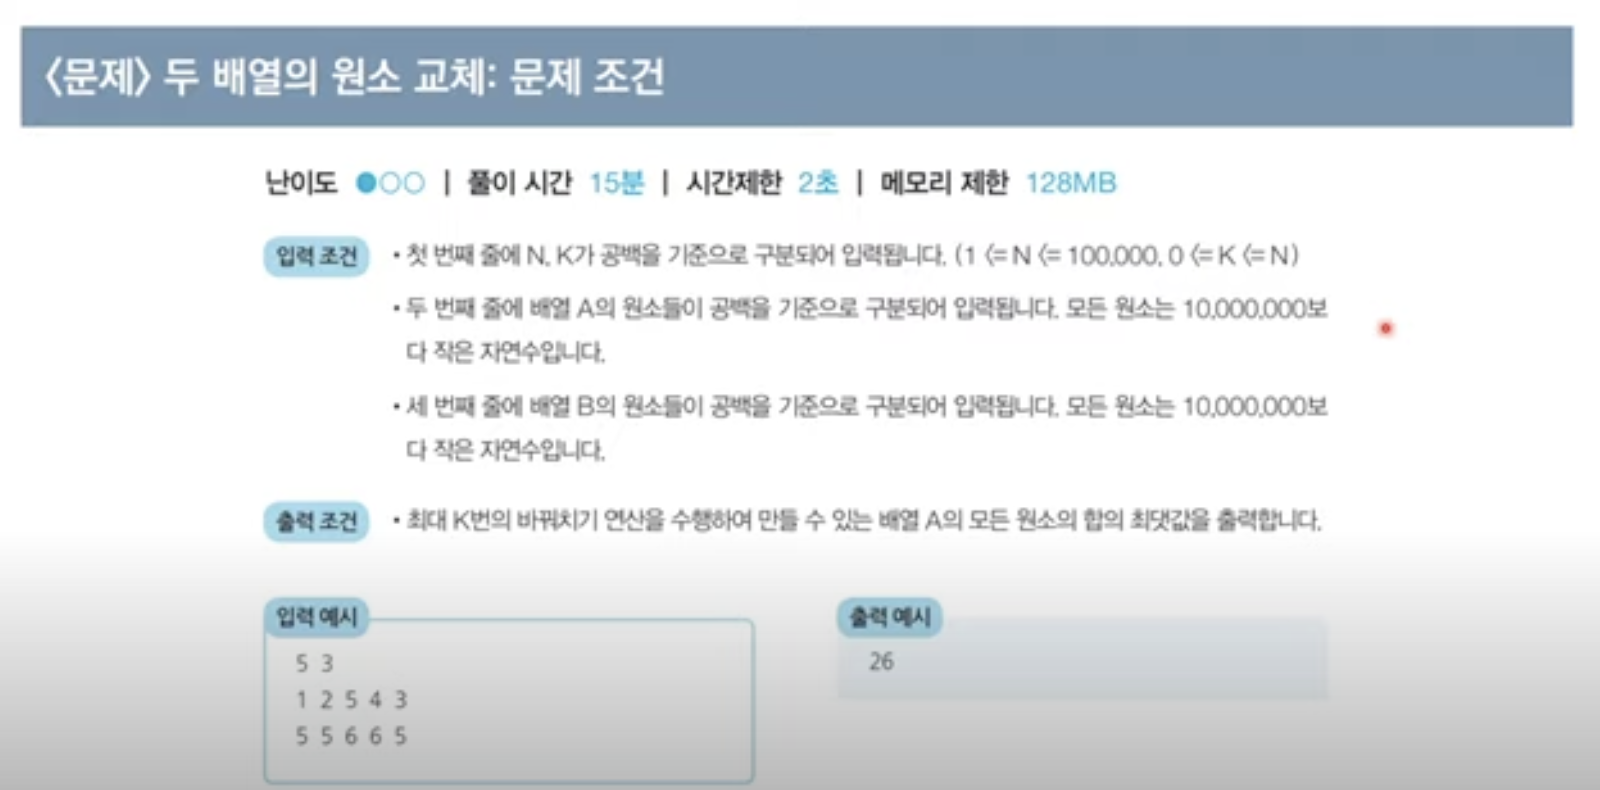 〈문제〉 두 배열의 원소 교체: 문제 조건
난이도 ●○○ | 풀이 시간 15분 | 시간제한 2초 | 메모리 제한 128MB
입력 조건 • 첫 번째 줄에 N, K가 공백을 기준으로 구분되어 입력됩니다. (1 <= N <= 100,000, 0 <= K <= N)
• 두 번째 줄에 배열 A의 원소들이 공백을 기준으로 구분되어 입력됩니다. 모든 원소는 10,000,000보
다 작은 자연수입니다.
• 세 번째 줄에 배열 B의 원소들이 공백을 기준으로 구분되어 입력됩니다. 모든 원소는 10,000,000보
다 작은 자연수입니다.
출력 조건 • 최대 K번의 바꿔치기 연산을 수행하여 만들 수 있는 배열 A의 모든 원소의 합의 최댓값을 출력합니다.
입력 예시
5 3
1 2 5 4 3
5 5 6 6 5
출력 예시
26